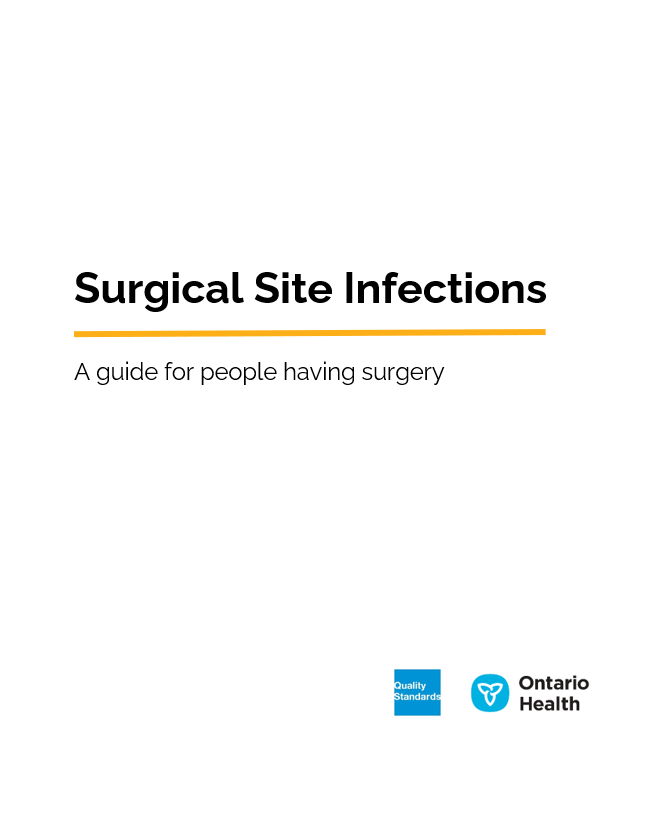 Surgical Site Infections
A guide for people having surgery
Quality
Standards
Ontario
Health